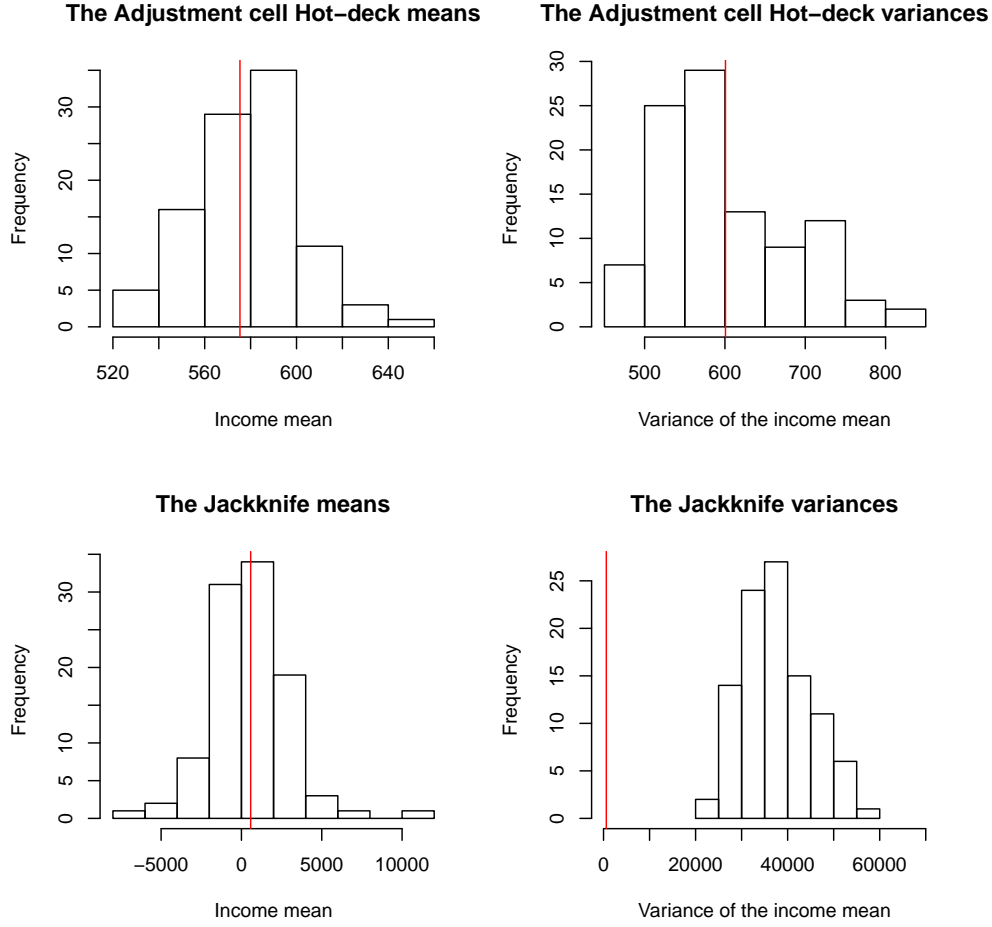 The Adjustment cell Hot−deck means
Frequency
0 5 10 20 30
520 560 600 640
Income mean
The Adjustment cell Hot−deck variances
Frequency
0 5 10 15 20 25 30
500 600 700 800
Variance of the income mean
The Jackknife means
Frequency
0 5 10 20 30
−5000 0 5000 10000
Income mean
The Jackknife variances
Frequency
0 5 10 15 20 25
0 20000 40000 60000
Variance of the income mean